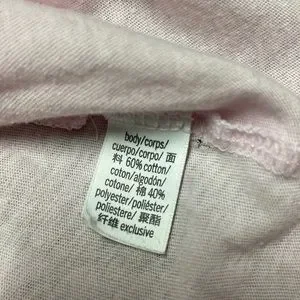 body/corps/
cuerpo/corpo/ 面
料 60% cotton/
coton/algodón/
cotone/ 棉 40%
polyester/poliéster/
poliestere/ 聚酯
纤维 exclusive